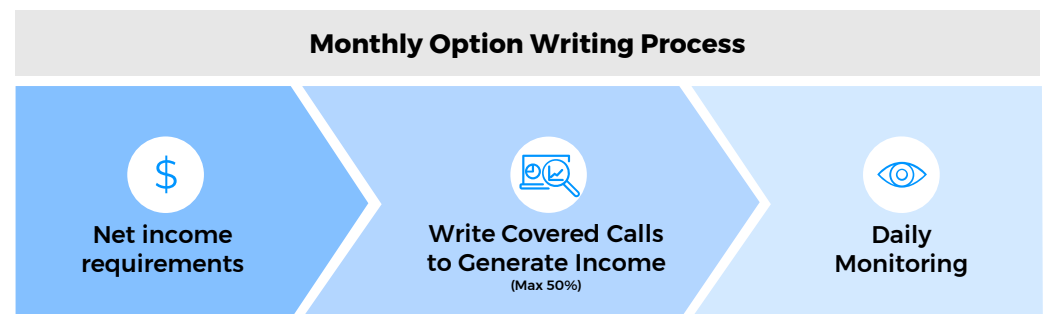 Monthly Option Writing Process
$
Net income
requirements
Write Covered Calls
to Generate Income
(Max 50%)
Daily
Monitoring